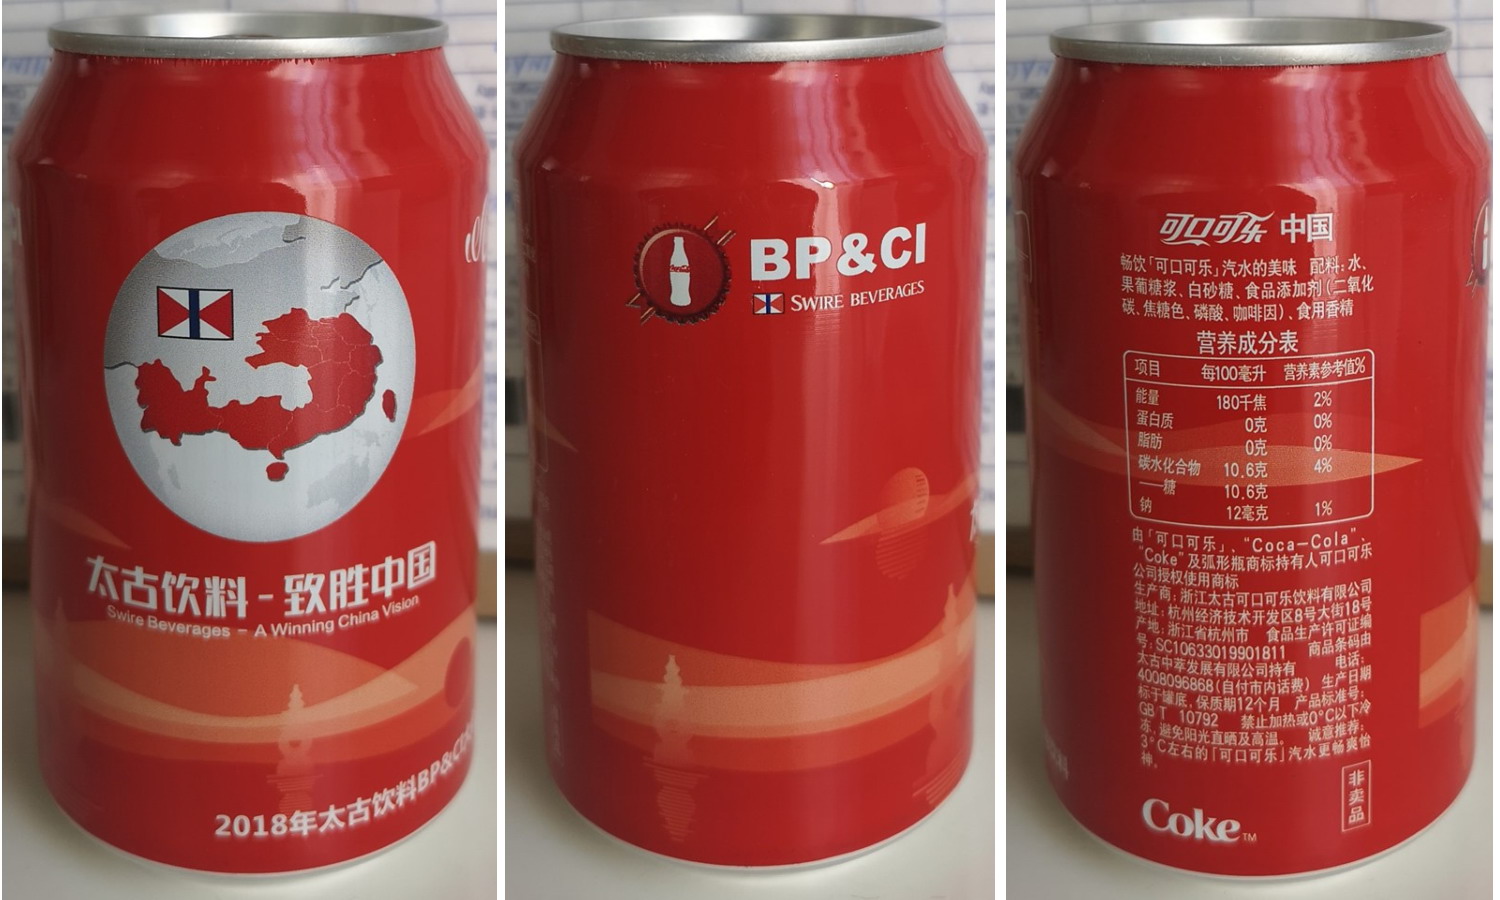 太古饮料-致胜中国
Swire Beverages – A Winning China Vision
2018年太古饮料BP&CI
BP&CI
SWIRE BEVERAGES
可口可乐 中国
畅饮「可口可乐」汽水的美味 配料:水、
果葡糖浆、白砂糖、食品添加剂(二氧化
碳、焦糖色、磷酸、咖啡因)、食用香精
营养成分表
项目 每100毫升 营养素参考值%
能量 180千焦 2%
蛋白质 0克 0%
脂肪 0克 0%
碳水化合物 10.6克 4%
——糖 10.6克
钠 12毫克 1%
由「可口可乐」、“Coca-Cola”、
“Coke”及弧形瓶商标持有人可口可乐
公司授权使用商标
生产商:浙江太古可口可乐饮料有限公司
地址:杭州经济技术开发区8号大街18号
产地:浙江省杭州市 食品生产许可证编
号:SC10633019901811 商品条码由
太古中萃发展有限公司持有 电话:
4008096868(自付市内话费) 生产日期
标于罐底,保质期12个月 产品标准号:
GB T 10792 禁止加热或0°C以下冷
冻,避免阳光直晒及高温。 诚意推荐:
3°C左右的「可口可乐」汽水更畅爽怡
神。
非卖品
Coke™